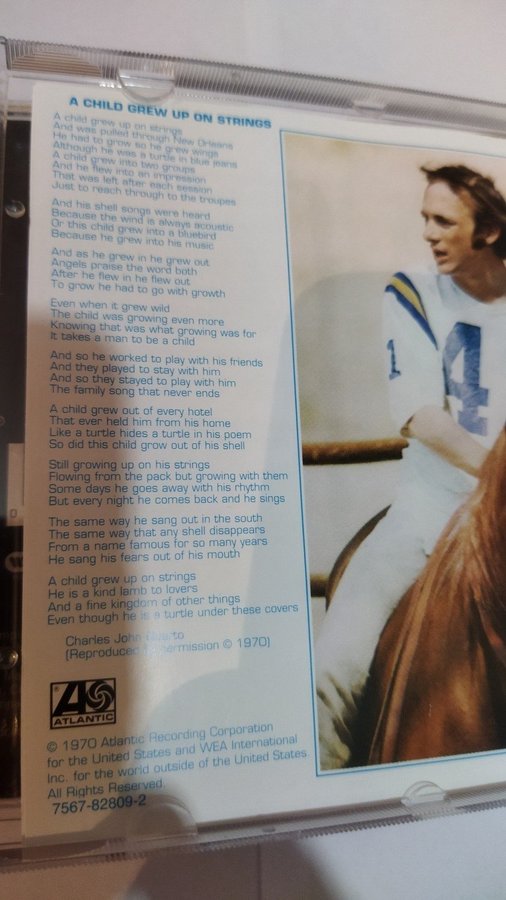 A CHILD GREW UP ON STRINGS
A child grew up on strings
And was pulled through New Orleans
He had to grow so he grew wings
Although he was a turtle in blue jeans
A child grew into two groups
And he flew into an impression
That was left after each session
Just to reach through to the troupes
And his shell songs were heard
Because the wind is always acoustic
Or this child grew into a bluebird
Because he grew into his music
And as he grew in he grew out
Angels praise the word both
After he flew in he flew out
To grow he had to go with growth
Even when it grew wild
The child was growing even more
Knowing that was what growing was for
It takes a man to be a child
And so he worked to play with his friends
And they played to stay with him
And so they stayed to play with him
The family song that never ends
A child grew out of every hotel
That ever held him from his home
Like a turtle hides a turtle in his poem
So did this child grow out of his shell
Still growing up on his strings
Flowing from the pack but growing with them
Some days he goes away with his rhythm
But every night he comes back and he sings
The same way he sang out in the south
The same way that any shell disappears
From a name famous for so many years
He sang his fears out of his mouth
A child grew up on strings
He is a kind lamb to lovers
And a fine kingdom of other things
Even though he is a turtle under these covers
Charles John
(Reproduced permission © 1970)
ATLANTIC
© 1970 Atlantic Recording Corporation
for the United States and WEA International
Inc. for the world outside of the United States.
All Rights Reserved.
7567-82809-2
1
4